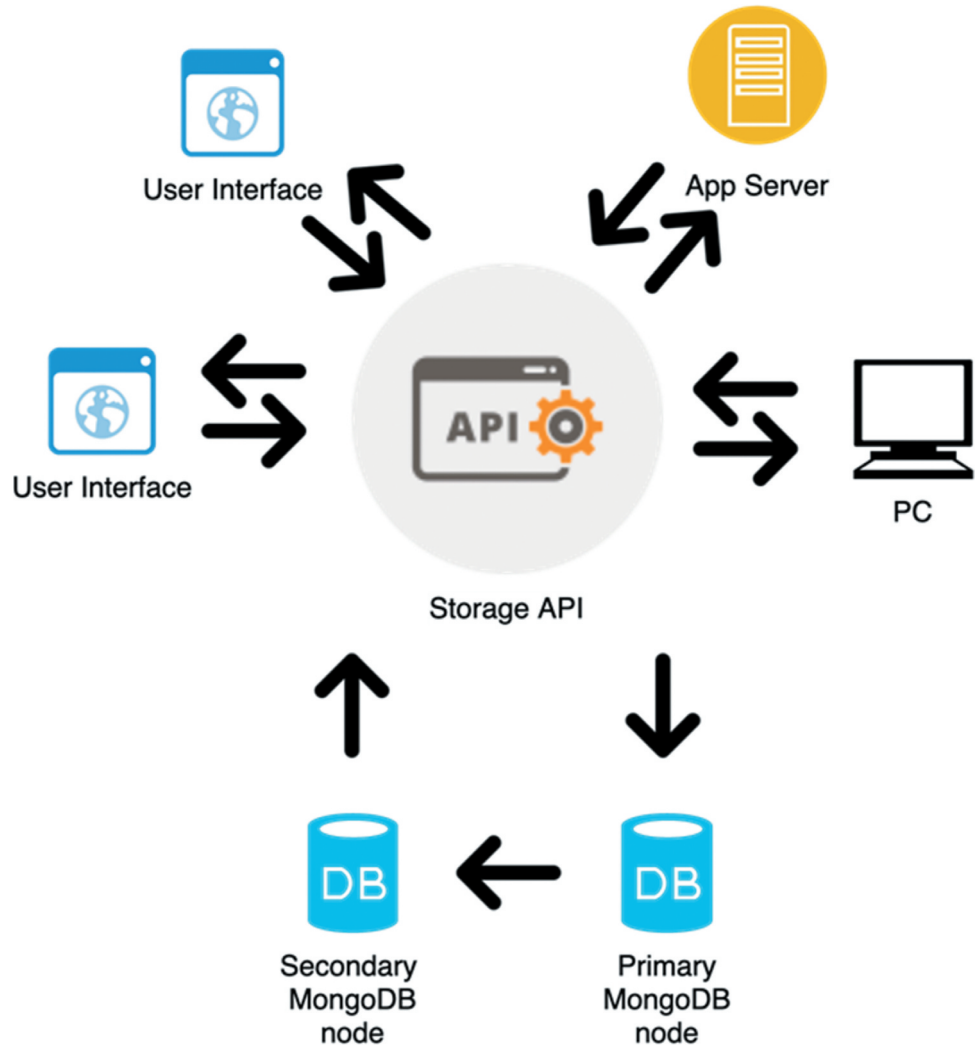 User Interface
App Server
API
User Interface
PC
Storage API
DB
DB
Secondary
MongoDB
node
Primary
MongoDB
node